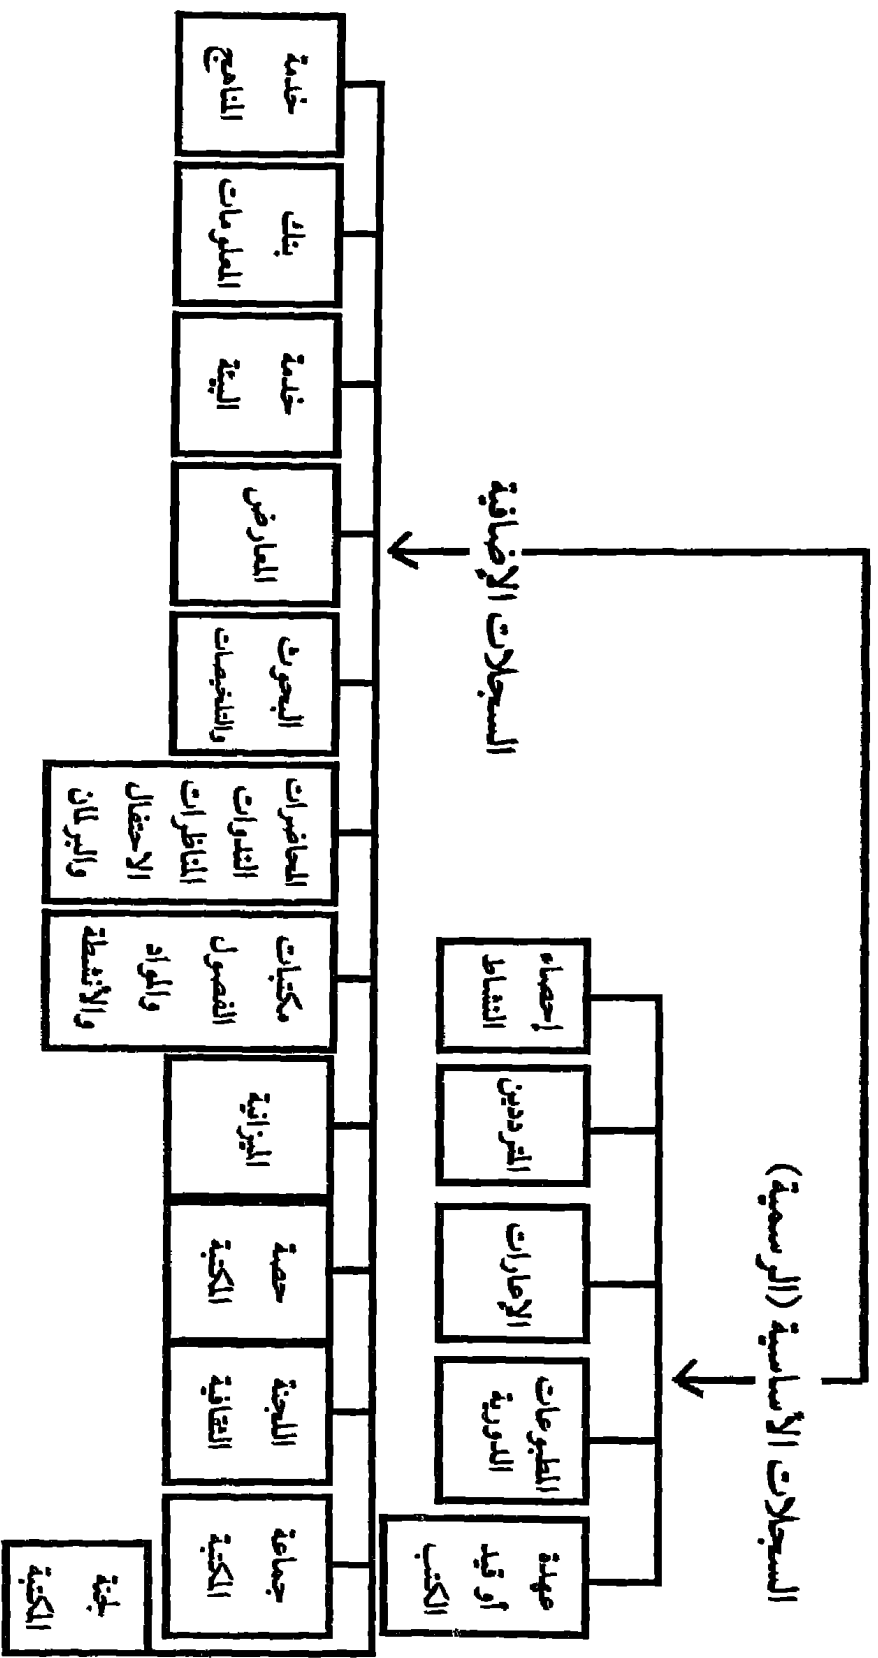 السجلات الأساسية (الرسمية)
السجلات الإضافية
عهدة
أو قيد
الكتب
المطبوعات
الدورية
الإعارات
المترددين
إحصاء
النشاط
لجنة
المكتبة
جماعة
المكتبة
اللجنة
الثقافية
حصة
المكتبة
الميزانية
مكتبات
الفصول
والمواد
والأنشطة
المحاضرات
الندوات
المناظرات
الاحتفال
والبرلمان
البحوث
والتلخيصات
المعارض
خدمة
البيئة
بنك
المعلومات
خدمة
المناهج